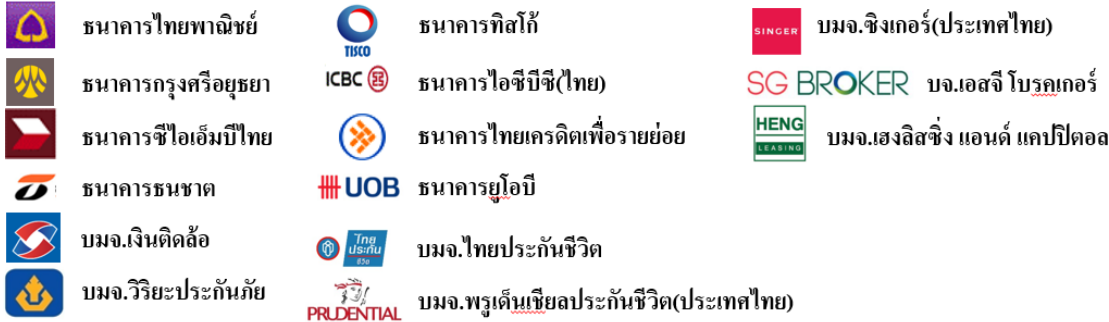 ธนาคารไทยพาณิชย์
ธนาคารกรุงศรีอยุธยา
ธนาคารซีไอเอ็มบีไทย
ธนาคารธนชาต
บมจ.เงินติดล้อ
บมจ.วิริยะประกันภัย
TISCO ธนาคารทิสโก้
ICBC ธนาคารไอซีบีซี(ไทย)
ธนาคารไทยเครดิตเพื่อรายย่อย
UOB ธนาคารยูโอบี
ไทยประกันชีวิต บมจ.ไทยประกันชีวิต
PRUDENTIAL บมจ.พรูเด็นเชียลประกันชีวิต(ประเทศไทย)
SINGER บมจ.ซิงเกอร์(ประเทศไทย)
SG BROKER บจ.เอสจี โบรคเกอร์
HENG LEASING บมจ.เฮงลิสซิ่ง แอนด์ แคปปิตอล